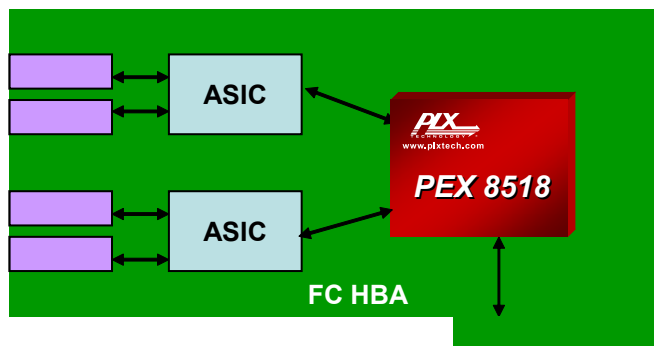 ASIC
PLX
TECHNOLOGY
www.plxtech.com
PEX 8518
ASIC
FC HBA